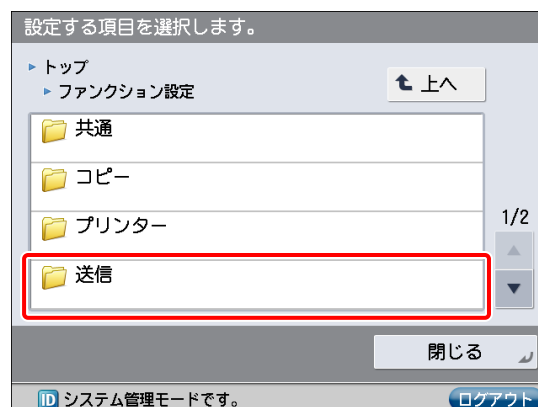 設定する項目を選択します。
トップ
ファンクション設定
上へ
共通
コピー
プリンター
送信
1/2
閉じる
ID システム管理モードです。
ログアウト